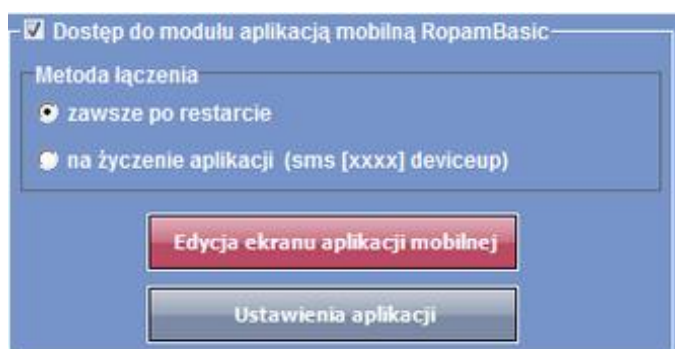 Dostęp do modułu aplikacją mobilną RopamBasic
Metoda łączenia
zawsze po restarcie
na życzenie aplikacji (sms [xxxx] deviceup)
Edycja ekranu aplikacji mobilnej
Ustawienia aplikacji